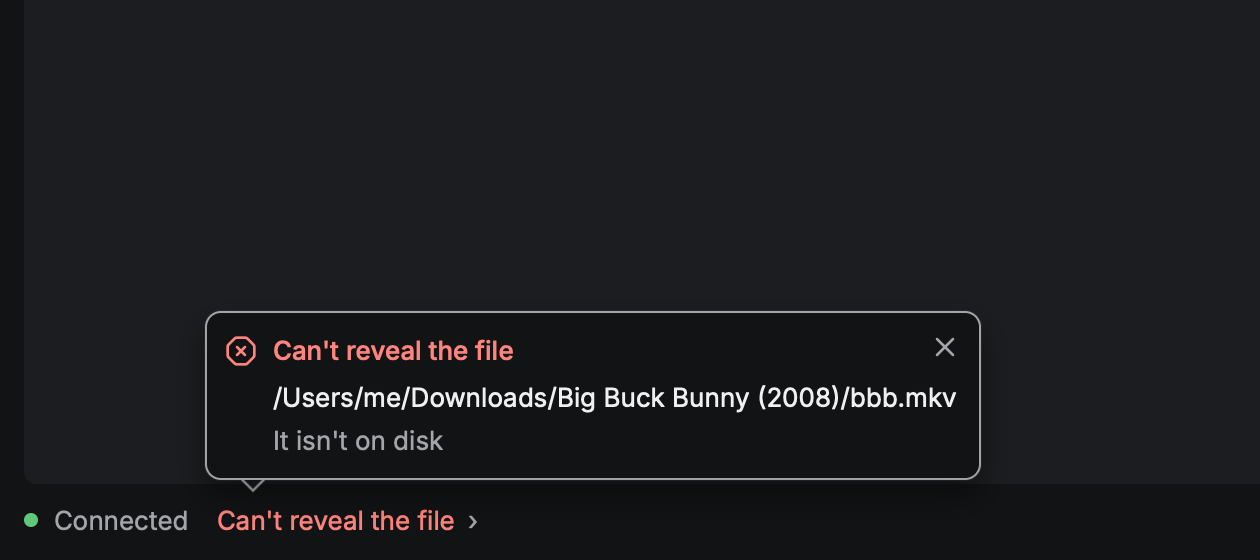 Can't reveal the file
/Users/me/Downloads/Big Buck Bunny (2008)/bbb.mkv
It isn't on disk
Connected Can't reveal the file ›